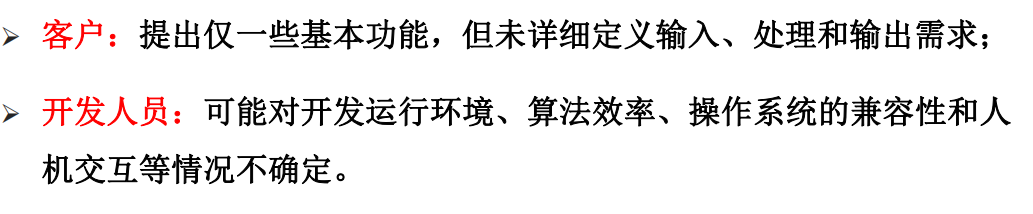 ➢ 客户：提出仅一些基本功能，但未详细定义输入、处理和输出需求；
➢ 开发人员：可能对开发运行环境、算法效率、操作系统的兼容性和人
机交互等情况不确定。